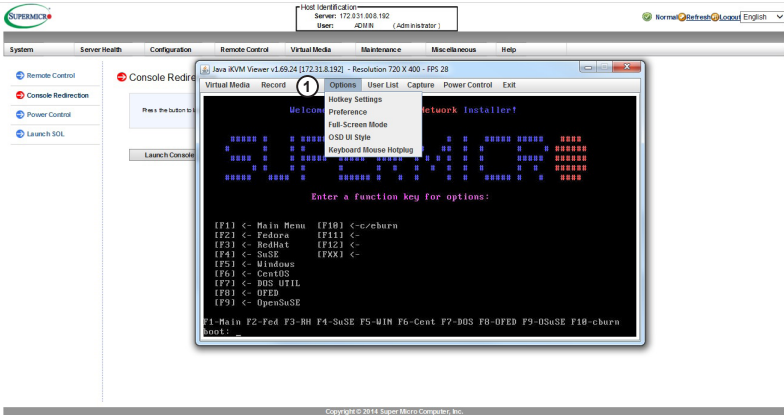 SUPERMICR
Host Identification
Server: 172.031.008.192
User: ADMIN ( Administrator )
Normal Refresh Logout English
System Server Health Configuration Remote Control Virtual Media Maintenance Miscellaneous Help
Remote Control
Console Redirection
Power Control
Launch SOL
Console Redire
Press the button to l
Launch Console
Java iKVM Viewer v1.69.24 [172.31.8.192] - Resolution 720 X 400 - FPS 28
Virtual Media Record 1 Options User List Capture Power Control Exit
Hotkey Settings
Preference
Full-Screen Mode
OSD UI Style
Keyboard Mouse Hotplug
Welcome etwork Installer!
Enter a function key for options:
[F1] <- Main Menu [F10] <-c/eburn
[F2] <- Fedora [F11] <-
[F3] <- RedHat [F12] <-
[F4] <- SuSE [FXX] <-
[F5] <- Windows
[F6] <- CentOS
[F7] <- DOS UTIL
[F8] <- OFED
[F9] <- OpenSuSE
F1-Main F2-Fed F3-RH F4-SuSE F5-WIN F6-Cent F7-DOS F8-OFED F9-OSuSE F10-cburn
boot: _
Copyright © 2014 Super Micro Computer, Inc.